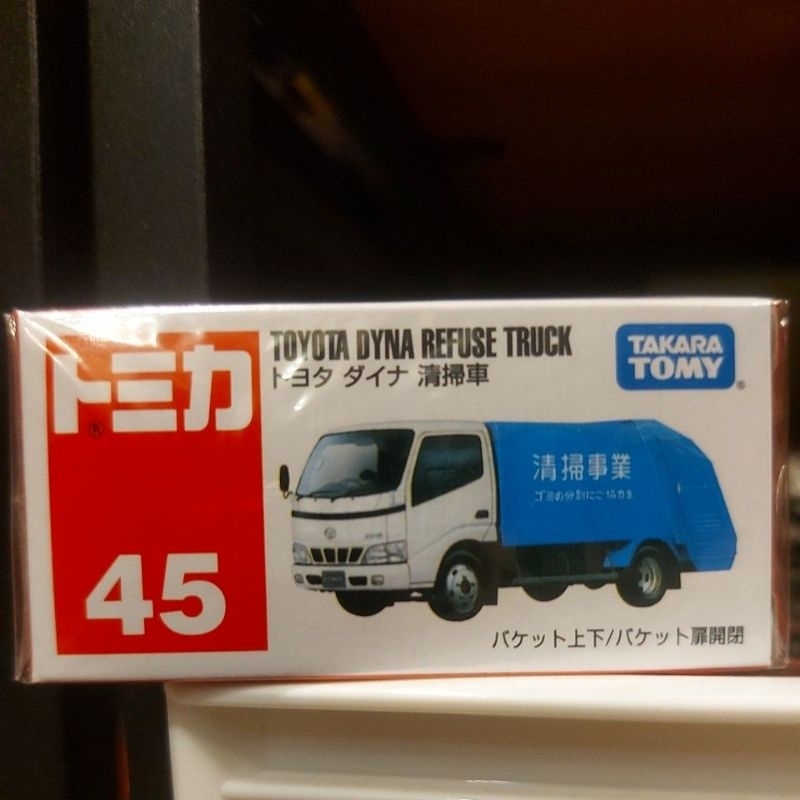 トミカ
®
45
TOYOTA DYNA REFUSE TRUCK
トヨタ ダイナ 清掃車
TAKARA
TOMY
®
清掃事業
ゴミの分別にご協力を
バケット上下/バケット扉開閉